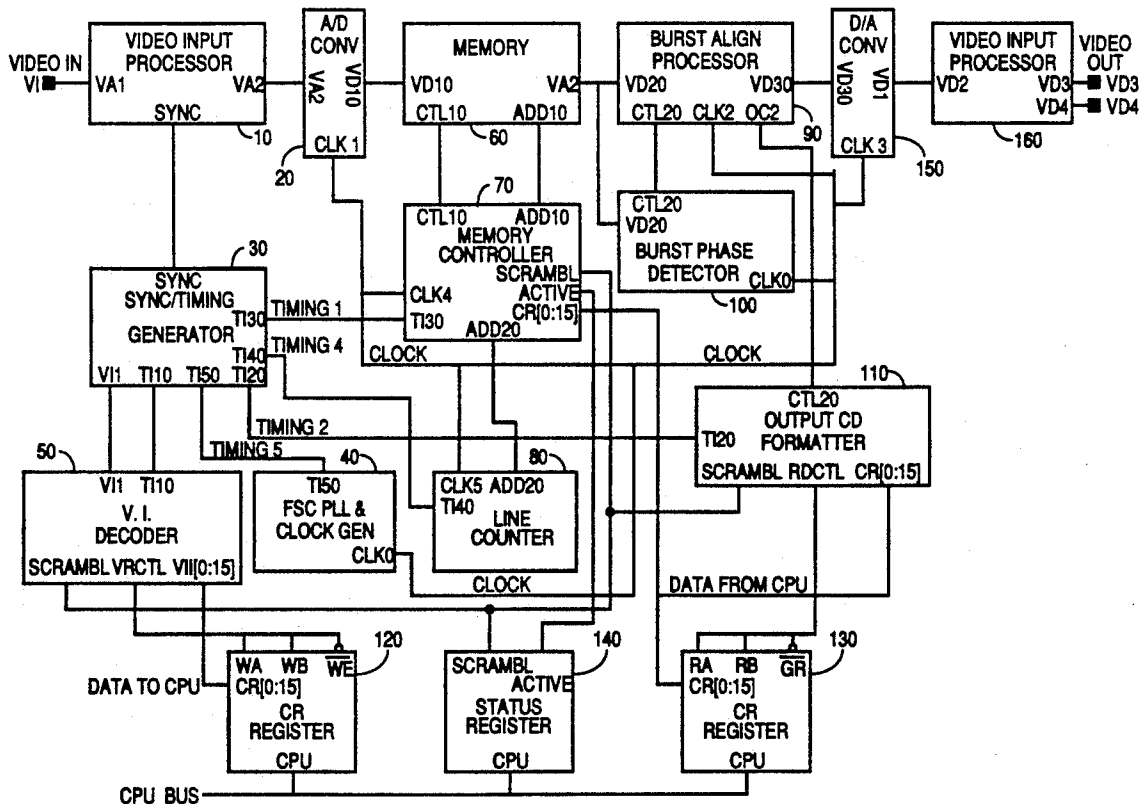 VIDEO IN
VI
VIDEO INPUT
PROCESSOR
VA1
VA2
SYNC
10
A/D
CONV
VA2
VD10
CLK 1
20
MEMORY
VD10
VA2
CTL10
ADD10
60
BURST ALIGN
PROCESSOR
VD20
VD30
CTL20
CLK2
OC2
90
D/A
CONV
VD30
VD1
CLK 3
150
VIDEO INPUT
PROCESSOR
VD2
VD3
VD4
160
VIDEO
OUT
VD3
VD4
70
CTL10
ADD10
MEMORY
CONTROLLER
SCRAMBL
ACTIVE
CR[0:15]
CLK4
TI30
ADD20
CTL20
VD20
BURST PHASE
DETECTOR
CLK0
100
30
SYNC
SYNC/TIMING
GENERATOR
TI30
TI40
VI1
TI10
TI50
TI20
TIMING 1
TIMING 4
CLOCK
CLOCK
TIMING 2
TIMING 5
110
CTL20
OUTPUT CD
FORMATTER
TI20
SCRAMBL
RDCTL
CR[0:15]
50
VI1
TI10
V. I.
DECODER
SCRAMBL
VRCTL
VII[0:15]
40
TI50
FSC PLL &
CLOCK GEN
CLK0
80
CLK5
ADD20
TI40
LINE
COUNTER
CLOCK
DATA FROM CPU
DATA TO CPU
120
WA
WB
WE
CR[0:15]
CR
REGISTER
CPU
140
SCRAMBL
ACTIVE
STATUS
REGISTER
CPU
130
RA
RB
GR
CR[0:15]
CR
REGISTER
CPU
CPU BUS